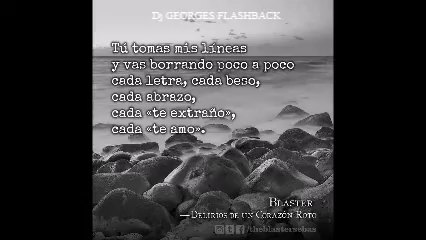 Dj GEORGES FLASHBACK
Tú tomas mis líneas
y vas borrando poco a poco
cada letra, cada beso,
cada abrazo,
cada «te extraño»,
cada «te amo».
BLASTER
—DELIRIOS DE UN CORAZÓN ROTO
/theblastersebas